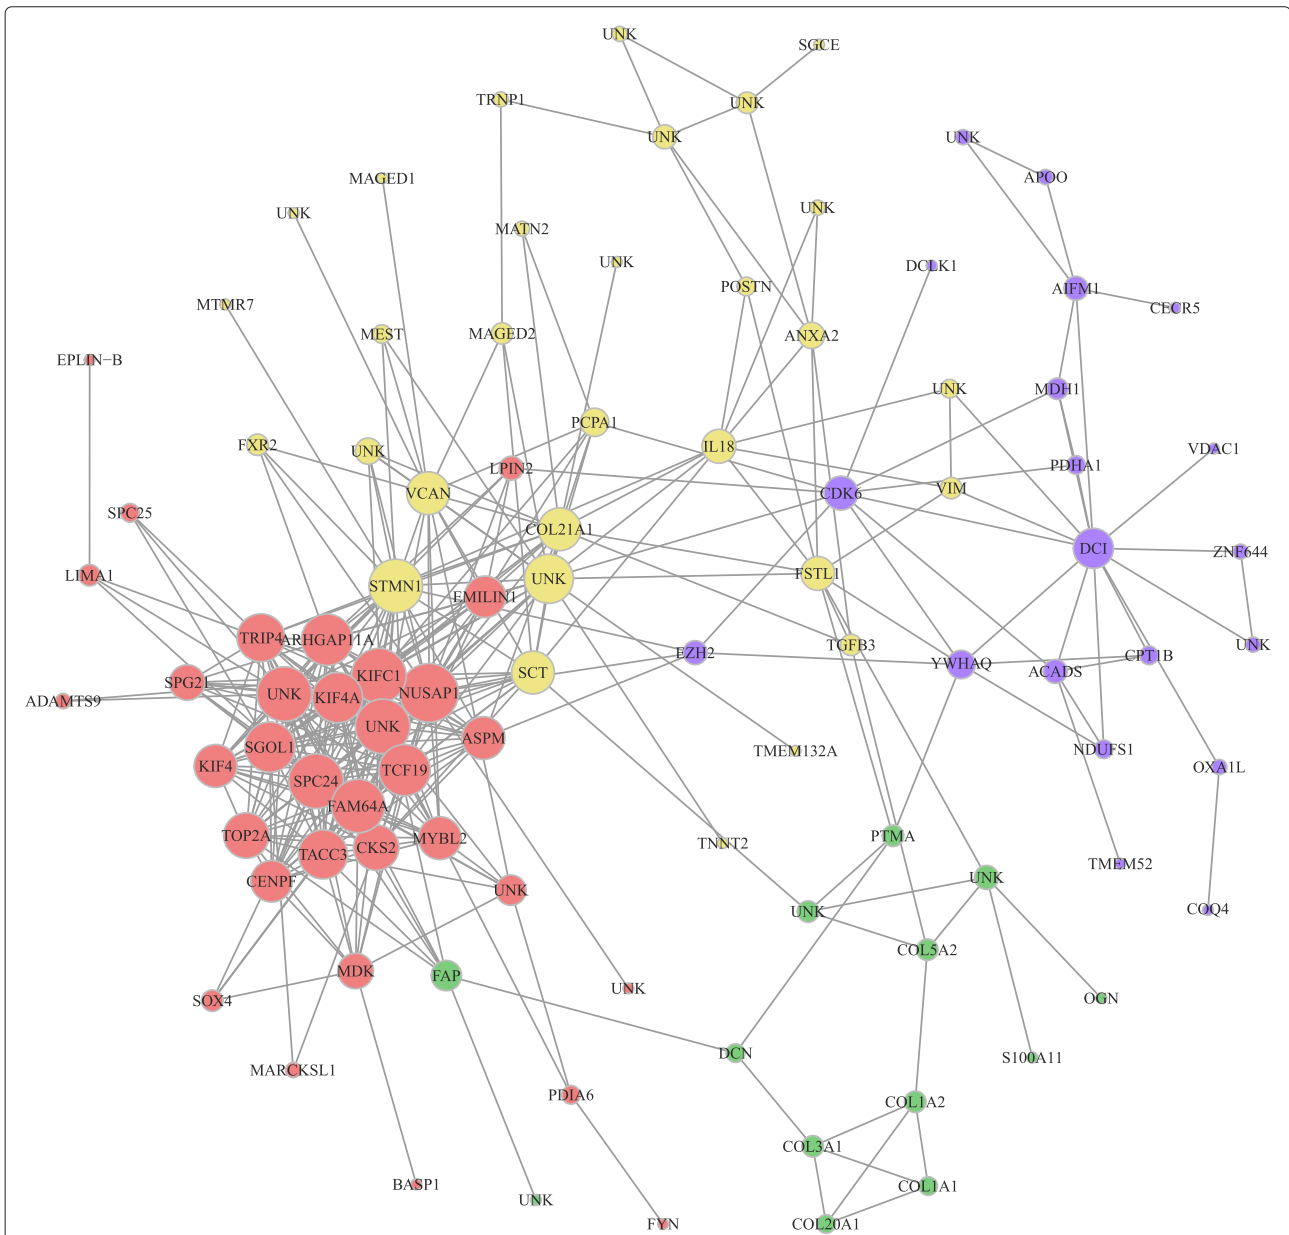 UNK
SGCE
TRNP1
UNK
UNK
UNK
APOO
MAGED1
UNK
UNK
MATN2
UNK
DCLK1
POSTN
AIFM1
MTMR7
CECR5
MEST
MAGED2
ANXA2
EPLIN−B
UNK
MDH1
PCPA1
FXR2
UNK
IL18
VDAC1
LPIN2
PDHA1
VCAN
CDK6
VIM
SPC25
COL21A1
DCI
ZNF644
LIMA1
STMN1
UNK
FSTL1
EMILIN1
TRIP4
ARHGAP11A
TGFB3
UNK
EZH2
CPT1B
YWHAQ
ACADS
SCT
SPG21
KIFC1
UNK
KIF4A
NUSAP1
ADAMTS9
UNK
ASPM
SGOL1
TMEM132A
NDUFS1
KIF4
SPC24
TCF19
OXA1L
FAM64A
TOP2A
MYBL2
PTMA
TNNT2
CKS2
TACC3
TMEM52
CENPF
UNK
UNK
UNK
COQ4
COL5A2
MDK
FAP
UNK
OGN
SOX4
DCN
S100A11
MARCKSL1
PDIA6
COL1A2
COL3A1
BASP1
COL1A1
UNK
FYN
COL20A1